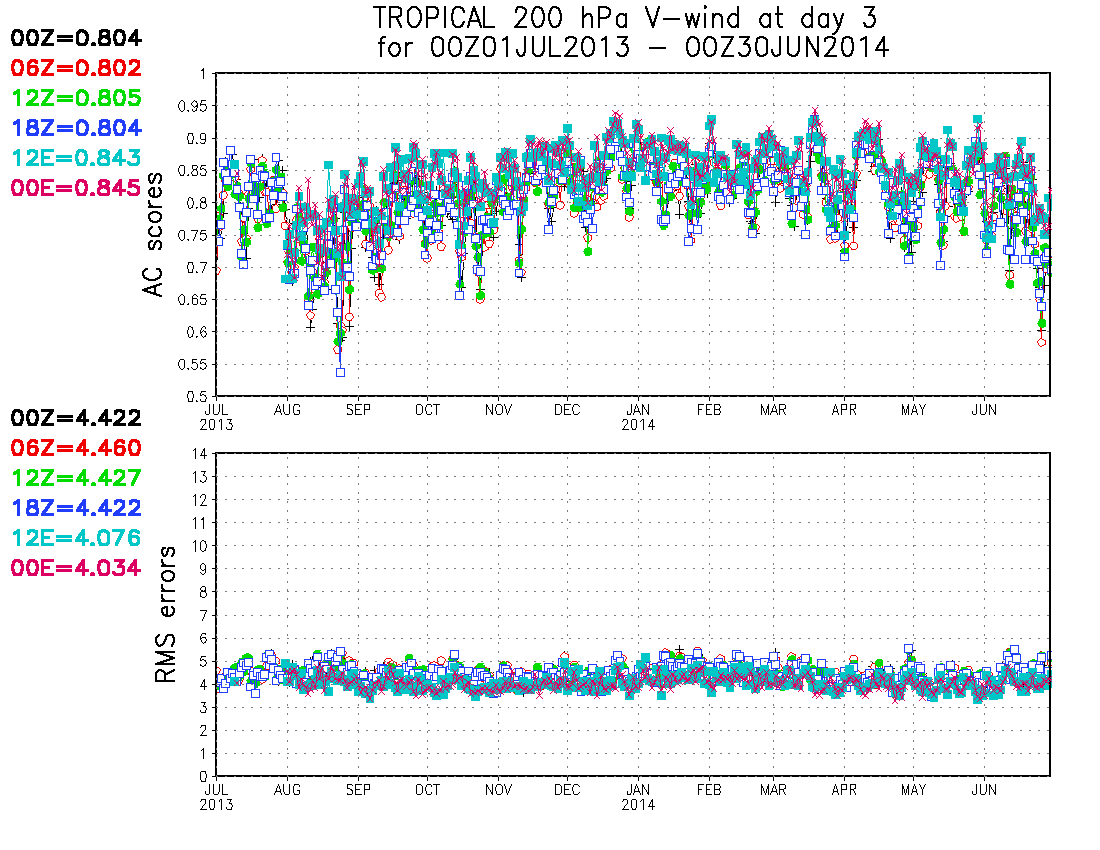 TROPICAL 200 hPa V-wind at day 3
for 00Z01JUL2013 - 00Z30JUN2014
00Z=0.804
06Z=0.802
12Z=0.805
18Z=0.804
12E=0.843
00E=0.845
AC scores
1
0.95
0.9
0.85
0.8
0.75
0.7
0.65
0.6
0.55
0.5
JUL AUG SEP OCT NOV DEC JAN FEB MAR APR MAY JUN
2013 2014
00Z=4.422
06Z=4.460
12Z=4.427
18Z=4.422
12E=4.076
00E=4.034
RMS errors
14
13
12
11
10
9
8
7
6
5
4
3
2
1
0
JUL AUG SEP OCT NOV DEC JAN FEB MAR APR MAY JUN
2013 2014